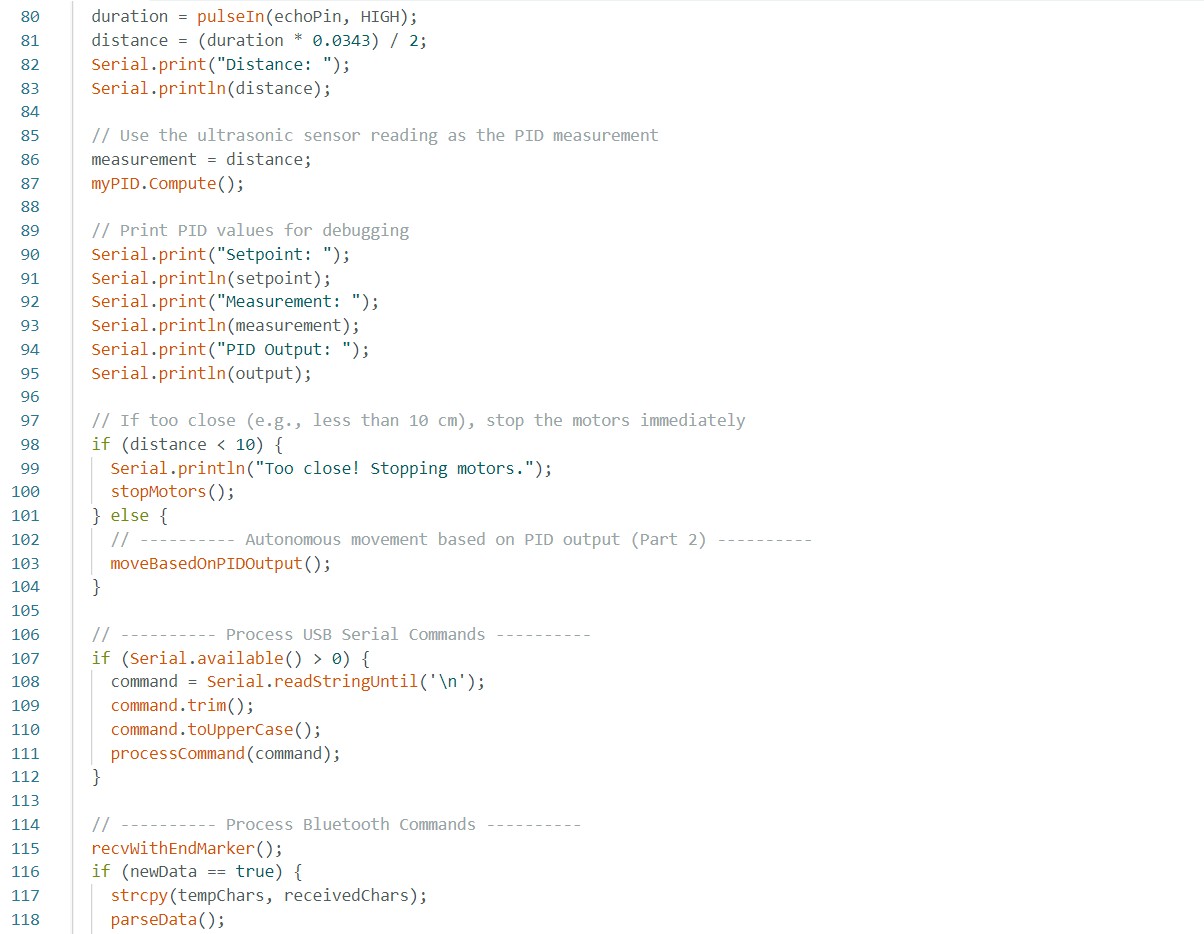 80 duration = pulseIn(echoPin, HIGH);
81 distance = (duration * 0.0343) / 2;
82 Serial.print("Distance: ");
83 Serial.println(distance);
84
85 // Use the ultrasonic sensor reading as the PID measurement
86 measurement = distance;
87 myPID.Compute();
88
89 // Print PID values for debugging
90 Serial.print("Setpoint: ");
91 Serial.println(setpoint);
92 Serial.print("Measurement: ");
93 Serial.println(measurement);
94 Serial.print("PID Output: ");
95 Serial.println(output);
96
97 // If too close (e.g., less than 10 cm), stop the motors immediately
98 if (distance < 10) {
99   Serial.println("Too close! Stopping motors.");
100   stopMotors();
101 } else {
102   // ---------- Autonomous movement based on PID output (Part 2) ----------
103   moveBasedOnPIDOutput();
104 }
105
106 // ---------- Process USB Serial Commands ----------
107 if (Serial.available() > 0) {
108   command = Serial.readStringUntil('\n');
109   command.trim();
110   command.toUpperCase();
111   processCommand(command);
112 }
113
114 // ---------- Process Bluetooth Commands ----------
115 recvWithEndMarker();
116 if (newData == true) {
117   strcpy(tempChars, receivedChars);
118   parseData();